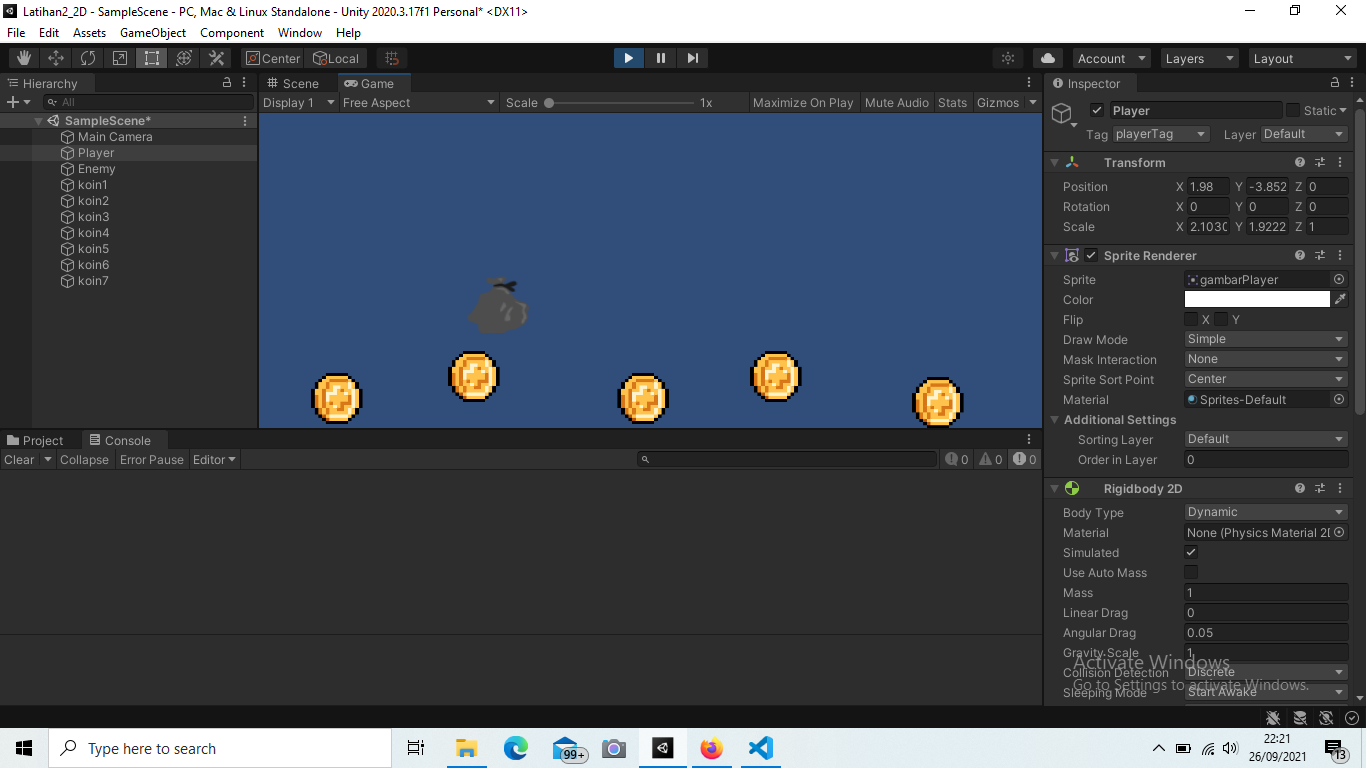 Latihan2_2D - SampleScene - PC, Mac & Linux Standalone - Unity 2020.3.17f1 Personal* <DX11>
File Edit Assets GameObject Component Window Help
Center Local Account Layers Layout
Hierarchy
All
SampleScene*
Main Camera
Player
Enemy
koin1
koin2
koin3
koin4
koin5
koin6
koin7
Scene Game
Display 1 Free Aspect Scale 1x Maximize On Play Mute Audio Stats Gizmos
Project Console
Clear Collapse Error Pause Editor 0 0 0
Inspector
Player Static
Tag playerTag Layer Default
Transform
Position X 1.98 Y -3.852 Z 0
Rotation X 0 Y 0 Z 0
Scale X 2.1030 Y 1.9222 Z 1
Sprite Renderer
Sprite gambarPlayer
Color
Flip X Y
Draw Mode Simple
Mask Interaction None
Sprite Sort Point Center
Material Sprites-Default
Additional Settings
Sorting Layer Default
Order in Layer 0
Rigidbody 2D
Body Type Dynamic
Material None (Physics Material 2D
Simulated
Use Auto Mass
Mass 1
Linear Drag 0
Angular Drag 0.05
Gravity Scale 1
Collision Detection Discrete
Sleeping Mode Start Awake
Activate Windows
Go to Settings to activate Windows.
Type here to search 99+ 22:21
26/09/2021 13